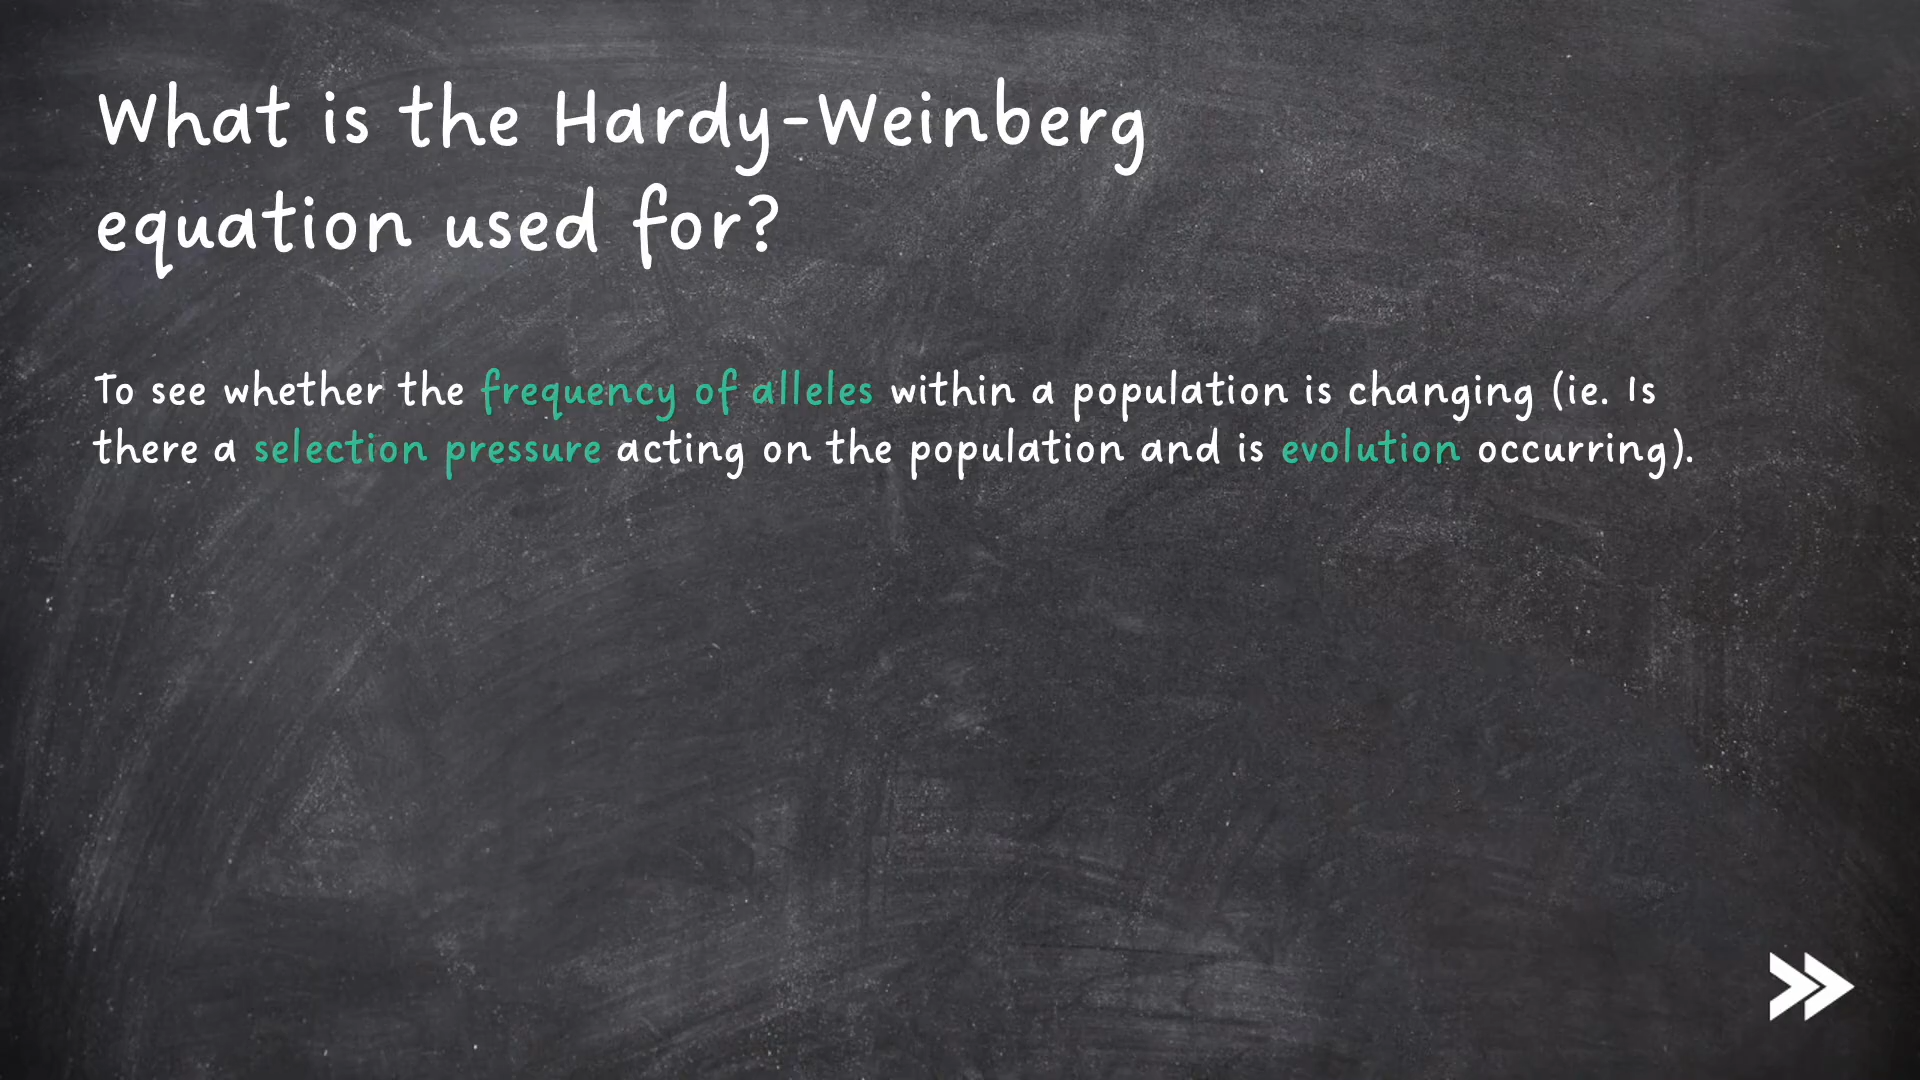 What is the Hardy-Weinberg
equation used for?
To see whether the frequency of alleles within a population is changing (ie. Is
there a selection pressure acting on the population and is evolution occurring).